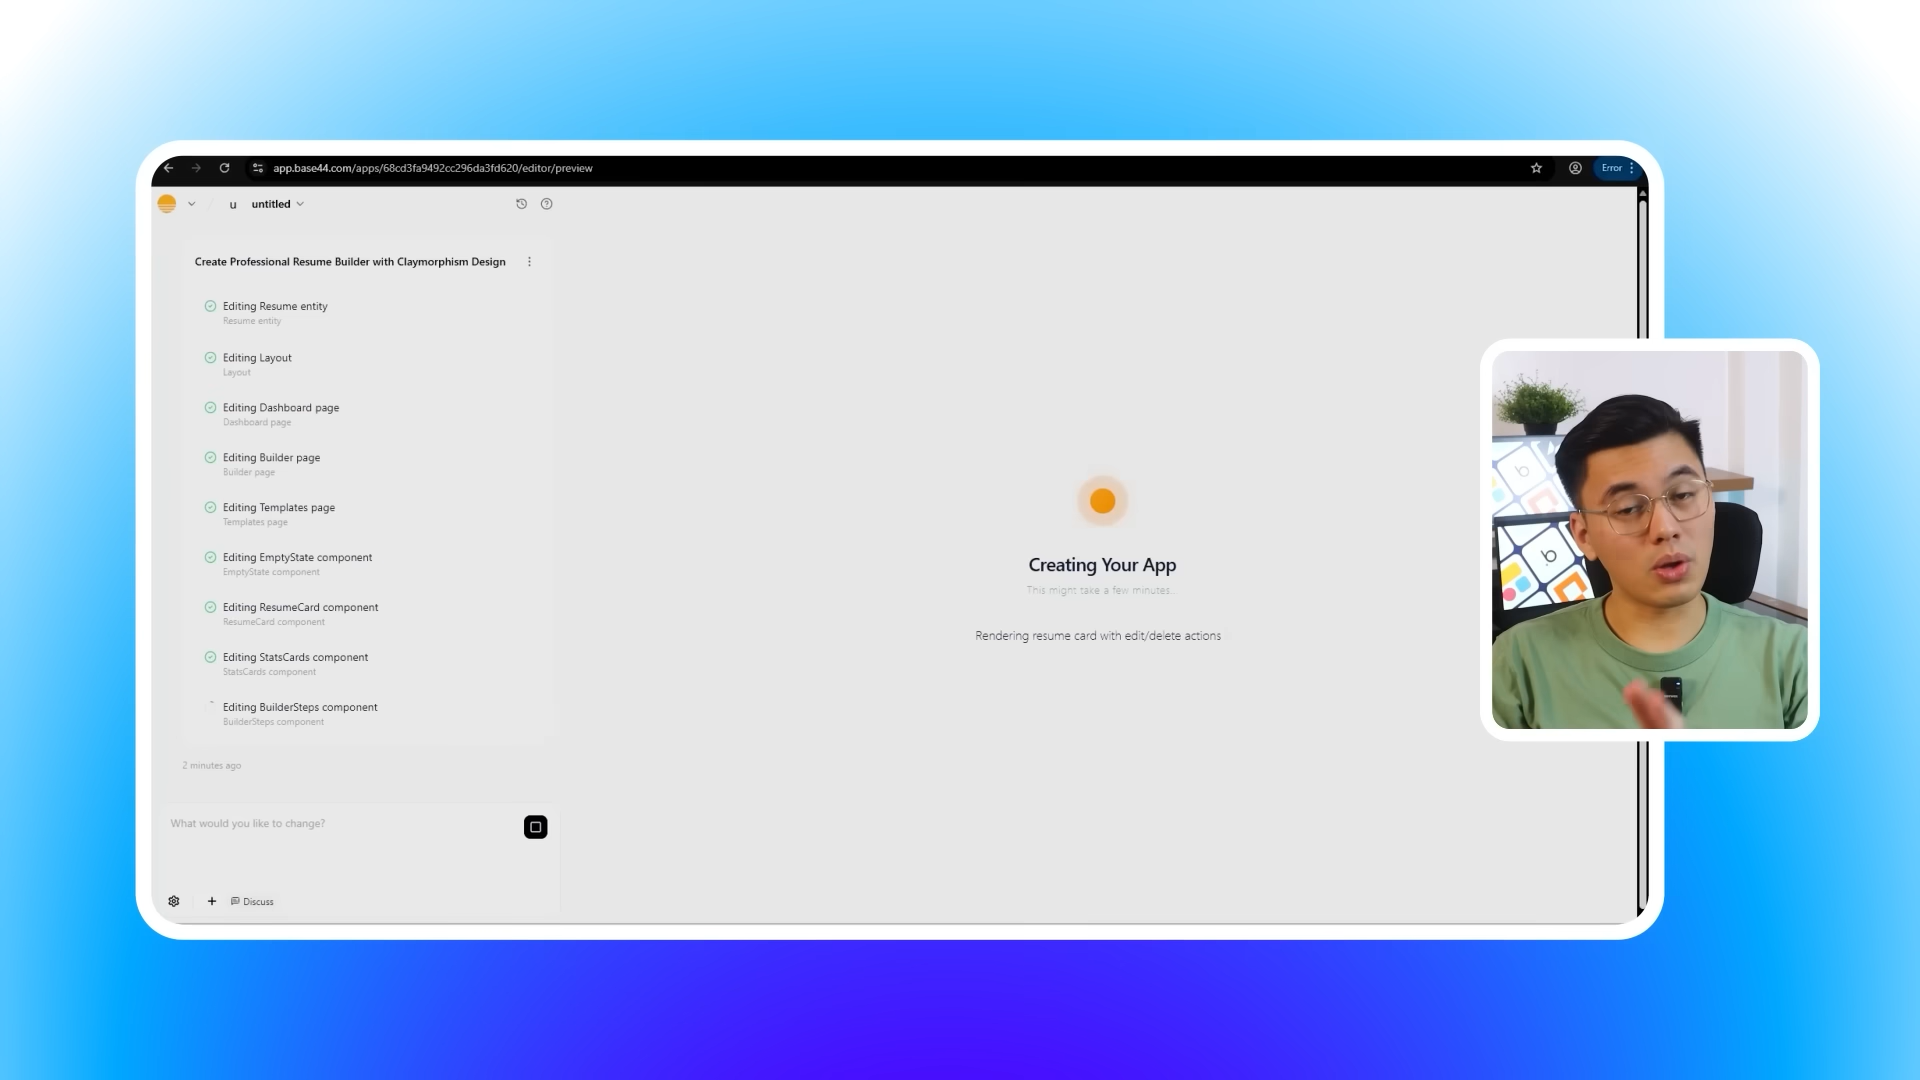 app.base44.com/apps/68cd3fa9492cc296da3fd620/editor/preview
Error
u untitled
Create Professional Resume Builder with Claymorphism Design
Editing Resume entity
Resume entity
Editing Layout
Layout
Editing Dashboard page
Dashboard page
Editing Builder page
Builder page
Editing Templates page
Templates page
Editing EmptyState component
EmptyState component
Editing ResumeCard component
ResumeCard component
Editing StatsCards component
StatsCards component
Editing BuilderSteps component
BuilderSteps component
2 minutes ago
What would you like to change?
Discuss
Creating Your App
This might take a few minutes...
Rendering resume card with edit/delete actions
b
b